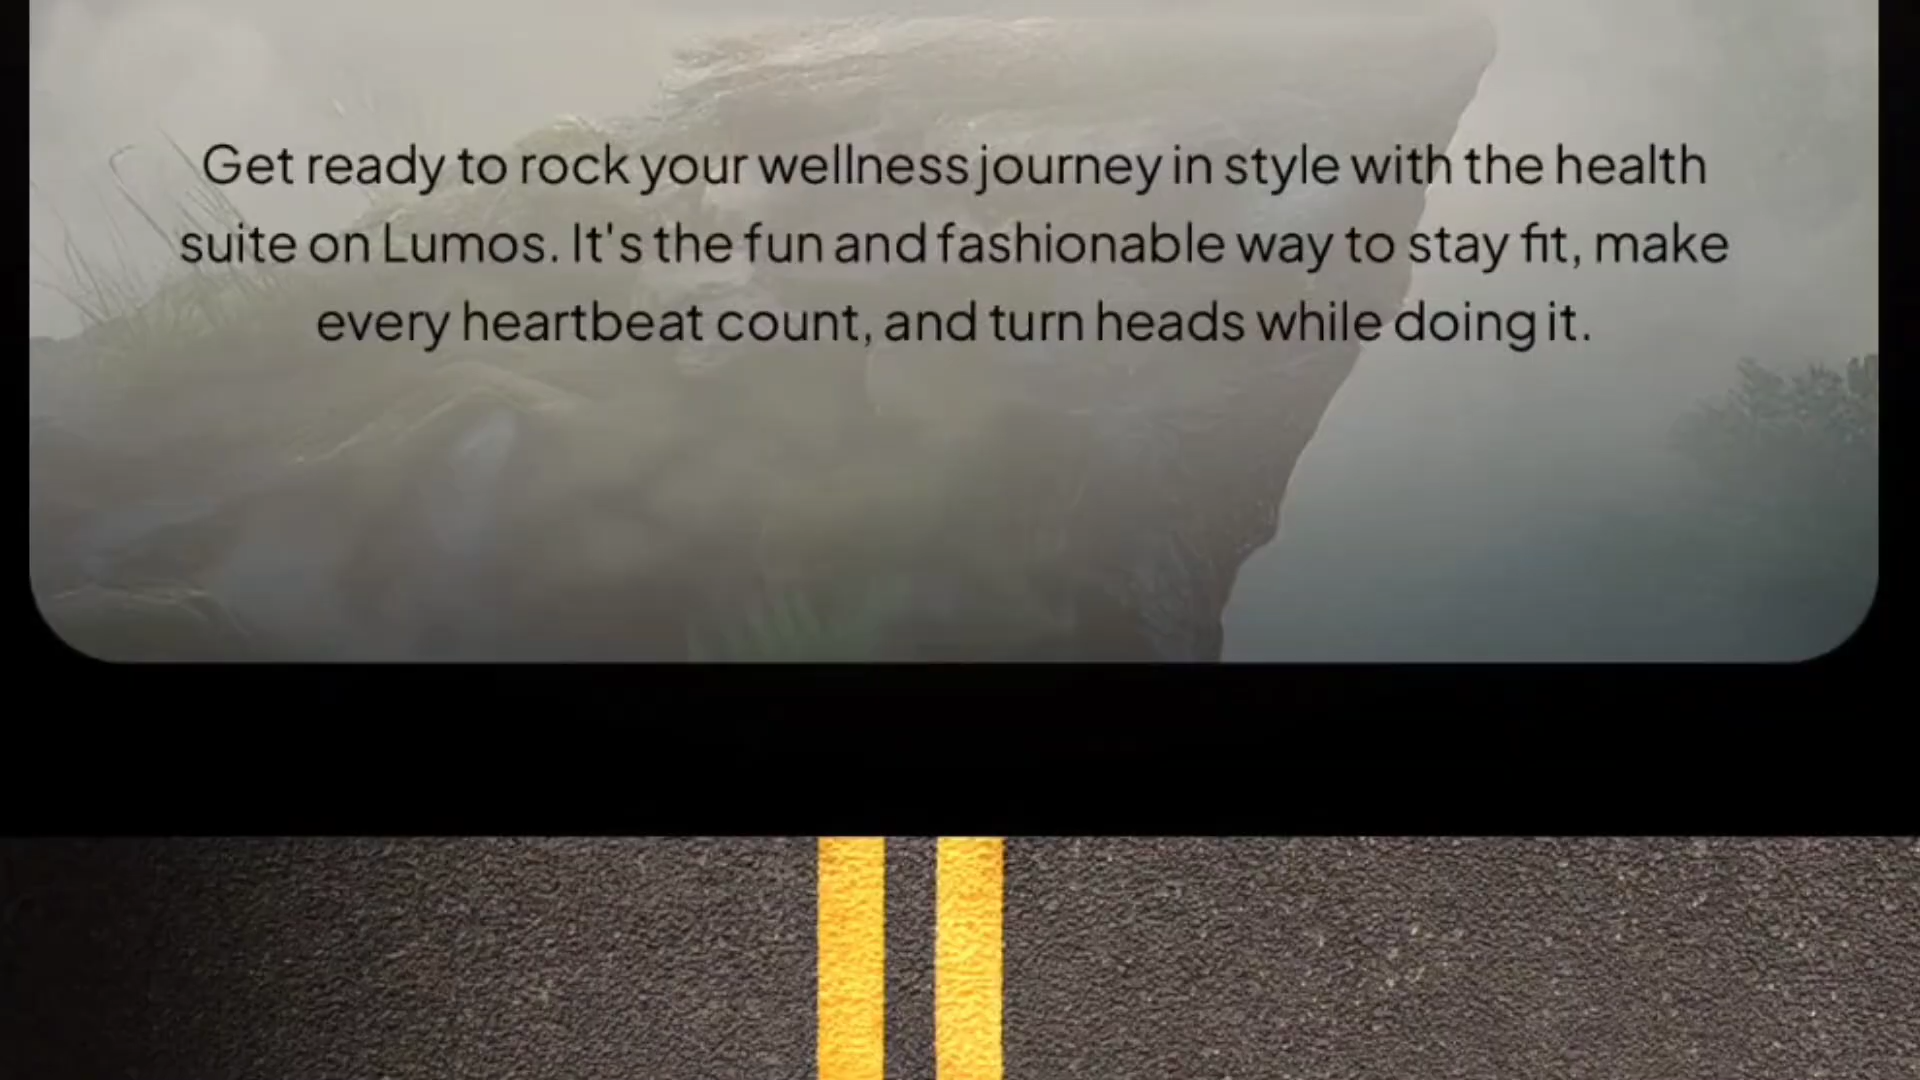 Get ready to rock your wellness journey in style with the health
suite on Lumos. It's the fun and fashionable way to stay fit, make
every heartbeat count, and turn heads while doing it.